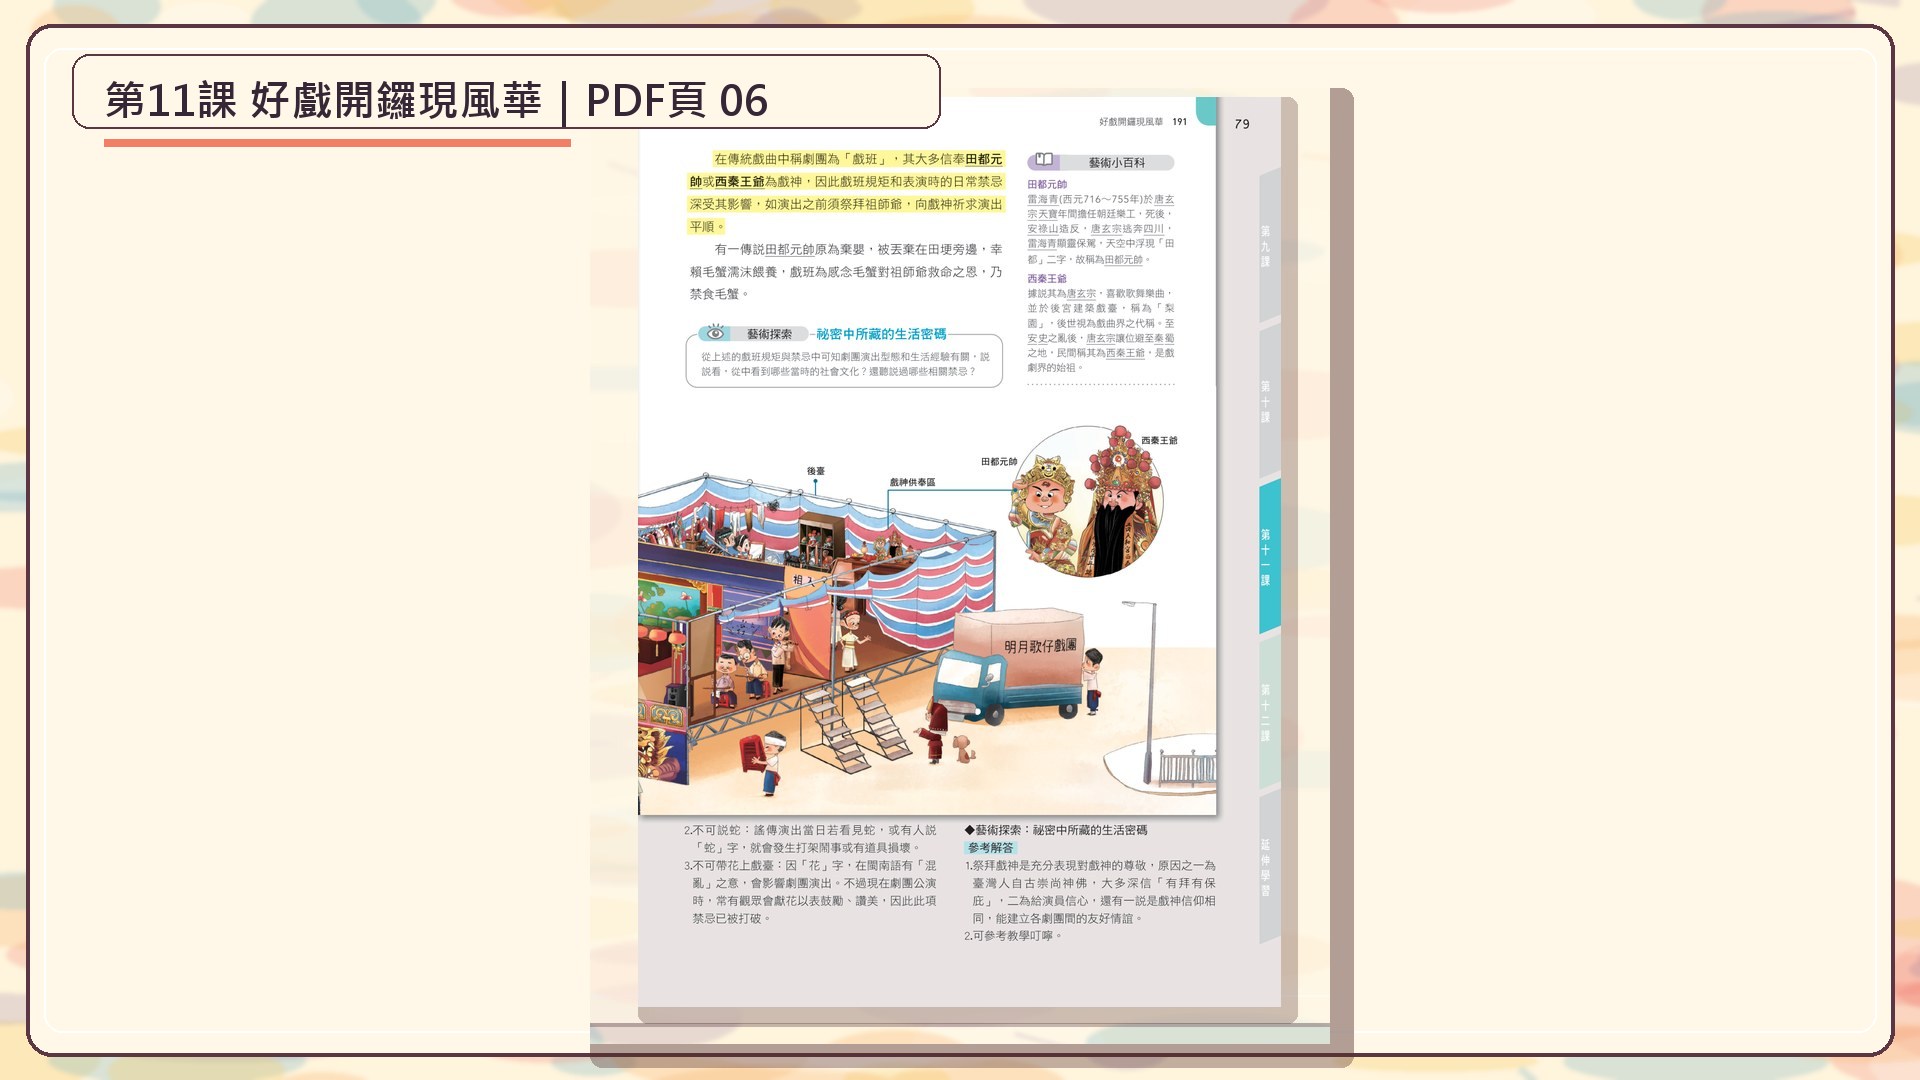 第11課 好戲開鑼現風華｜PDF頁 06
好戲開鑼現風華 191
79
在傳統戲曲中稱劇團為「戲班」，其大多信奉田都元
帥或西秦王爺為戲神，因此戲班規矩和表演時的日常禁忌
深受其影響，如演出之前須祭拜祖師爺，向戲神祈求演出
平順。
有一傳說田都元帥原為棄嬰，被丟棄在田埂旁邊，幸
賴毛蟹濡沫餵養，戲班為感念毛蟹對祖師爺救命之恩，乃
禁食毛蟹。
藝術探索 祕密中所藏的生活密碼
從上述的戲班規矩與禁忌中可知劇團演出型態和生活經驗有關，說
說看，從中看到哪些當時的社會文化？還聽說過哪些相關禁忌？
藝術小百科
田都元帥
雷海青(西元716～755年)於唐玄
宗天寶年間擔任朝廷樂工，死後，
安祿山造反，唐玄宗逃奔四川，
雷海青顯靈保駕，天空中浮現「田
都」二字，故稱為田都元帥。
西秦王爺
據說其為唐玄宗，喜歡歌舞樂曲，
並於後宮建築戲臺，稱為「梨
園」，後世視為戲曲界之代稱。至
安史之亂後，唐玄宗讓位避至秦蜀
之地，民間稱其為西秦王爺，是戲
劇界的始祖。
西秦王爺
田都元帥
後臺
戲神供奉區
明月歌仔戲團
第九課
第十課
第十一課
第十二課
延伸學習
2.不可說蛇：謠傳演出當日若看見蛇，或有人說
「蛇」字，就會發生打架鬧事或有道具損壞。
3.不可帶花上戲臺：因「花」字，在閩南語有「混
亂」之意，會影響劇團演出。不過現在劇團公演
時，常有觀眾會獻花以表鼓勵、讚美，因此此項
禁忌已被打破。
◆藝術探索：祕密中所藏的生活密碼
參考解答
1.祭拜戲神是充分表現對戲神的尊敬，原因之一為
臺灣人自古崇尚神佛，大多深信「有拜有保
庇」，二為給演員信心，還有一說是戲神信仰相
同，能建立各劇團間的友好情誼。
2.可參考教學叮嚀。